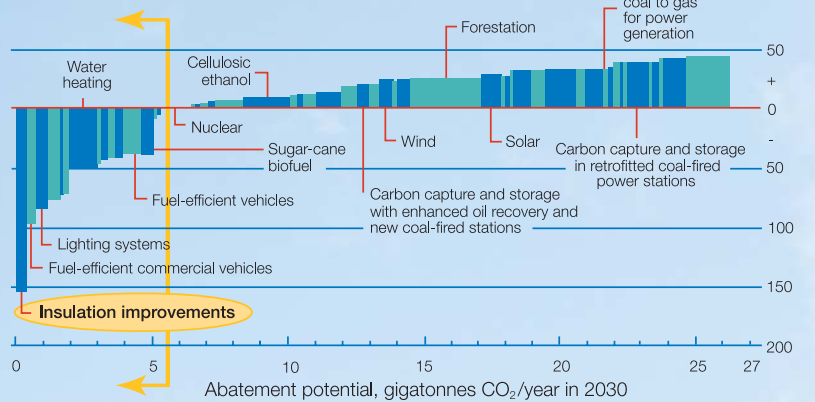 coal to gas
for power
generation
Forestation
50
Water
heating
Cellulosic
ethanol
+
0
Nuclear
-
Wind
Solar
Sugar-cane
biofuel
Carbon capture and storage
in retrofitted coal-fired
power stations
50
Fuel-efficient vehicles
Carbon capture and storage
with enhanced oil recovery and
new coal-fired stations
100
Lighting systems
Fuel-efficient commercial vehicles
150
Insulation improvements
200
0 5 10 15 20 25 27
Abatement potential, gigatonnes CO₂/year in 2030